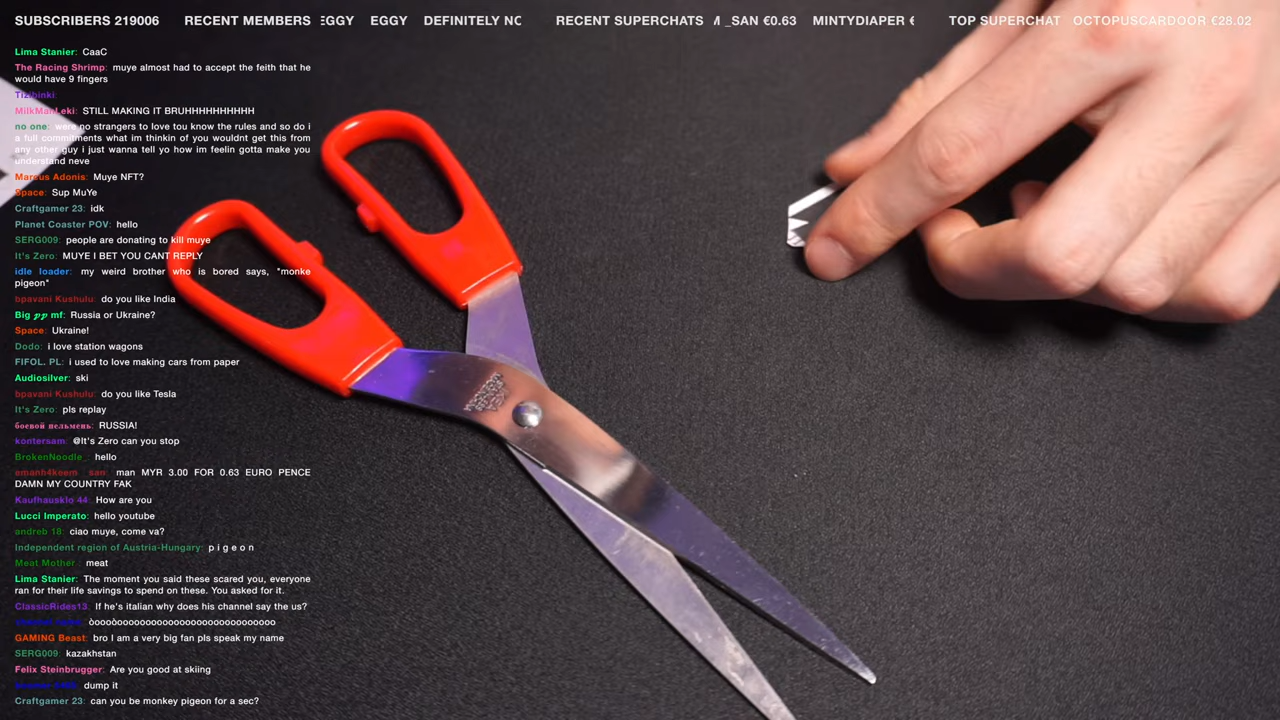 SUBSCRIBERS 219006 RECENT MEMBERS EGGY EGGY DEFINITELY NC RECENT SUPERCHATS _SAN €0.63 MINTYDIAPER € TOP SUPERCHAT OCTOPUSCARDOOR €28.02
Lima Stanier: CaaC
The Racing Shrimp: muye almost had to accept the feith that he
would have 9 fingers
MilkManLeki: STILL MAKING IT BRUHHHHHHHHHH
no one: were no strangers to love tou know the rules and so do i
a full commitments what im thinkin of you wouldnt get this from
any other guy i just wanna tell yo how im feelin gotta make you
understand neve
Marcus Adonis: Muye NFT?
Space: Sup MuYe
Craftgamer 23: idk
Planet Coaster POV: hello
SERG009: people are donating to kill muye
It's Zero: MUYE I BET YOU CANT REPLY
idle loader: my weird brother who is bored says, "monke
pigeon"
bpavani Kushulu: do you like India
Big 𝓹𝓹 mf: Russia or Ukraine?
Space: Ukraine!
Dodo: i love station wagons
FIFOL. PL: i used to love making cars from paper
Audiosilver: ski
bpavani Kushulu: do you like Tesla
It's Zero: pls replay
боевой пельмень: RUSSIA!
kontersam: @It's Zero can you stop
BrokenNoodle_: hello
emanh4keem _san: man MYR 3.00 FOR 0.63 EURO PENCE
DAMN MY COUNTRY FAK
Kaufhausklo 44: How are you
Lucci Imperato: hello youtube
andreb 18: ciao muye, come va?
Independent region of Austria-Hungary: p i g e o n
Meat Mother : meat
Lima Stanier: The moment you said these scared you, everyone
ran for their life savings to spend on these. You asked for it.
ClassicRides13: If he's italian why does his channel say the us?
òoooòooooooooooooooooooooooooooooo
GAMING Beast: bro I am a very big fan pls speak my name
SERG009: kazakhstan
Felix Steinbrugger: Are you good at skiing
dump it
Craftgamer 23: can you be monkey pigeon for a sec?